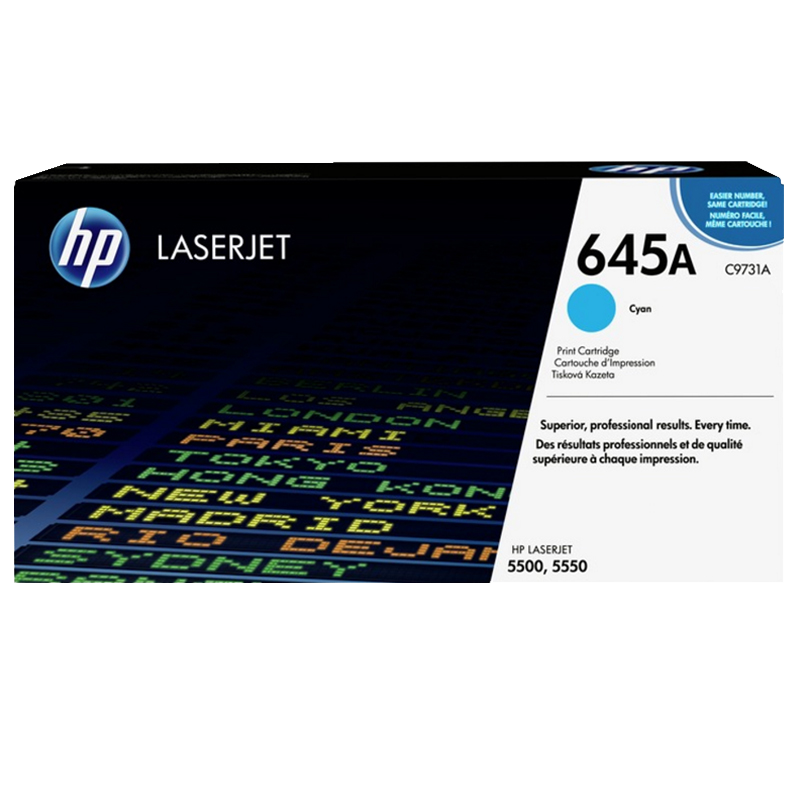 hp
hp
LASERJET
EASIER NUMBER,
SAME CARTRIDGE!
NUMÉRO FACILE,
MÊME CARTOUCHE !
645A
C9731A
Cyan
Print Cartridge
Cartouche d'Impression
Tisková Kazeta
Superior, professional results. Every time.
Des résultats professionnels et de qualité
supérieure à chaque impression.
HP LASERJET
5500, 5550
BERLIN
LOS ANGE
LONDON
MIAMI
PARIS
TOKYO
HONG KON
NEW YORK
MADRID
RIO DEJAN
SYDNEY